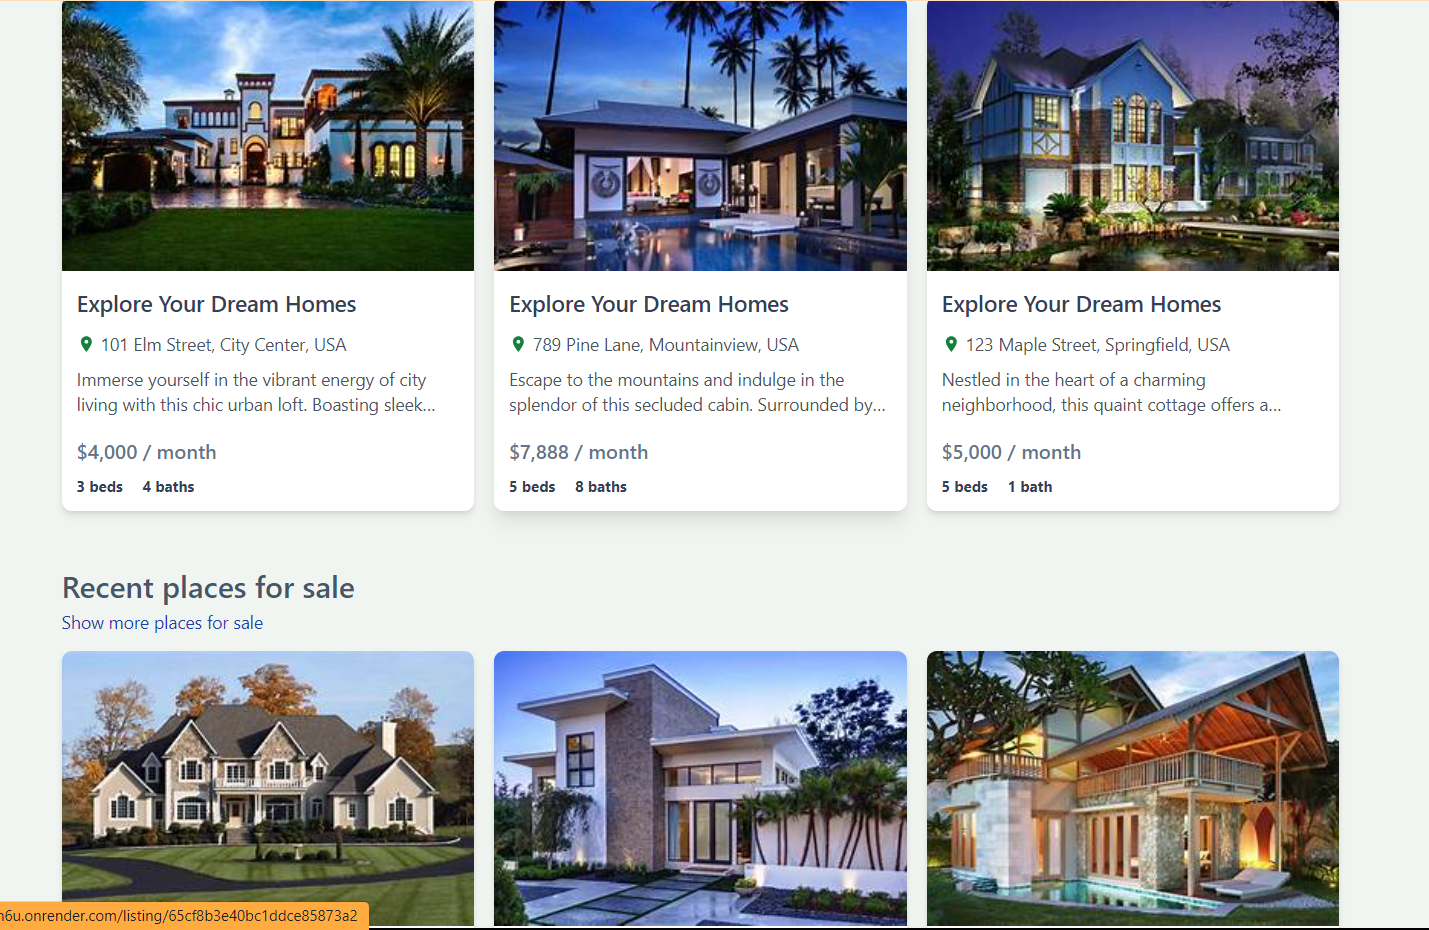 Explore Your Dream Homes
101 Elm Street, City Center, USA
Immerse yourself in the vibrant energy of city
living with this chic urban loft. Boasting sleek...
$4,000 / month
3 beds 4 baths
Explore Your Dream Homes
789 Pine Lane, Mountainview, USA
Escape to the mountains and indulge in the
splendor of this secluded cabin. Surrounded by...
$7,888 / month
5 beds 8 baths
Explore Your Dream Homes
123 Maple Street, Springfield, USA
Nestled in the heart of a charming
neighborhood, this quaint cottage offers a...
$5,000 / month
5 beds 1 bath
Recent places for sale
Show more places for sale
n6u.onrender.com/listing/65cf8b3e40bc1ddce85873a2